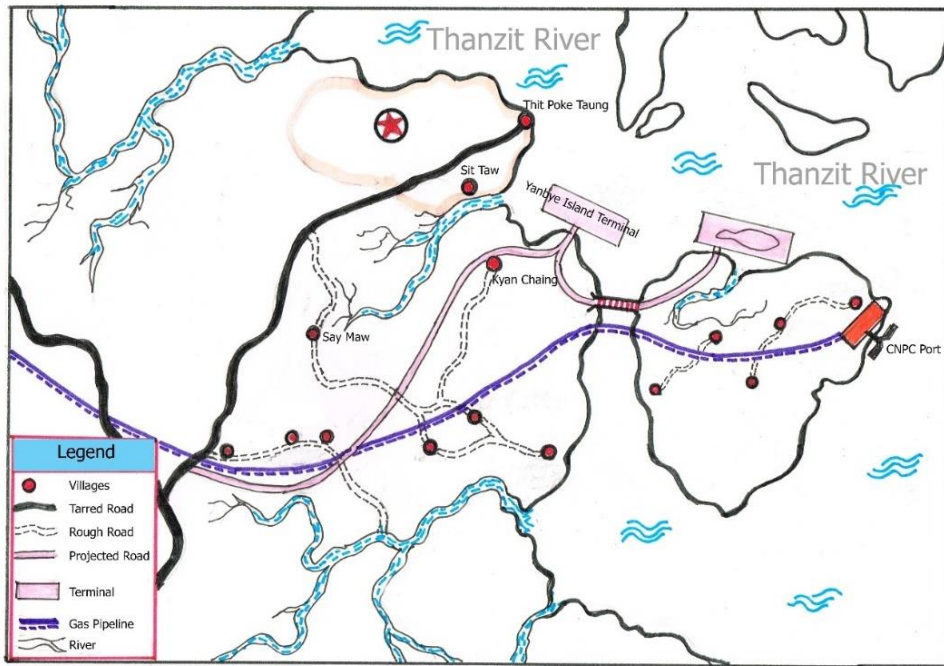 Thanzit River
Thit Poke Taung
Sit Taw
Thanzit River
Yanbye Island Terminal
Kyan Chaing
Say Maw
CNPC Port
Legend
Villages
Tarred Road
Rough Road
Projected Road
Terminal
Gas Pipeline
River